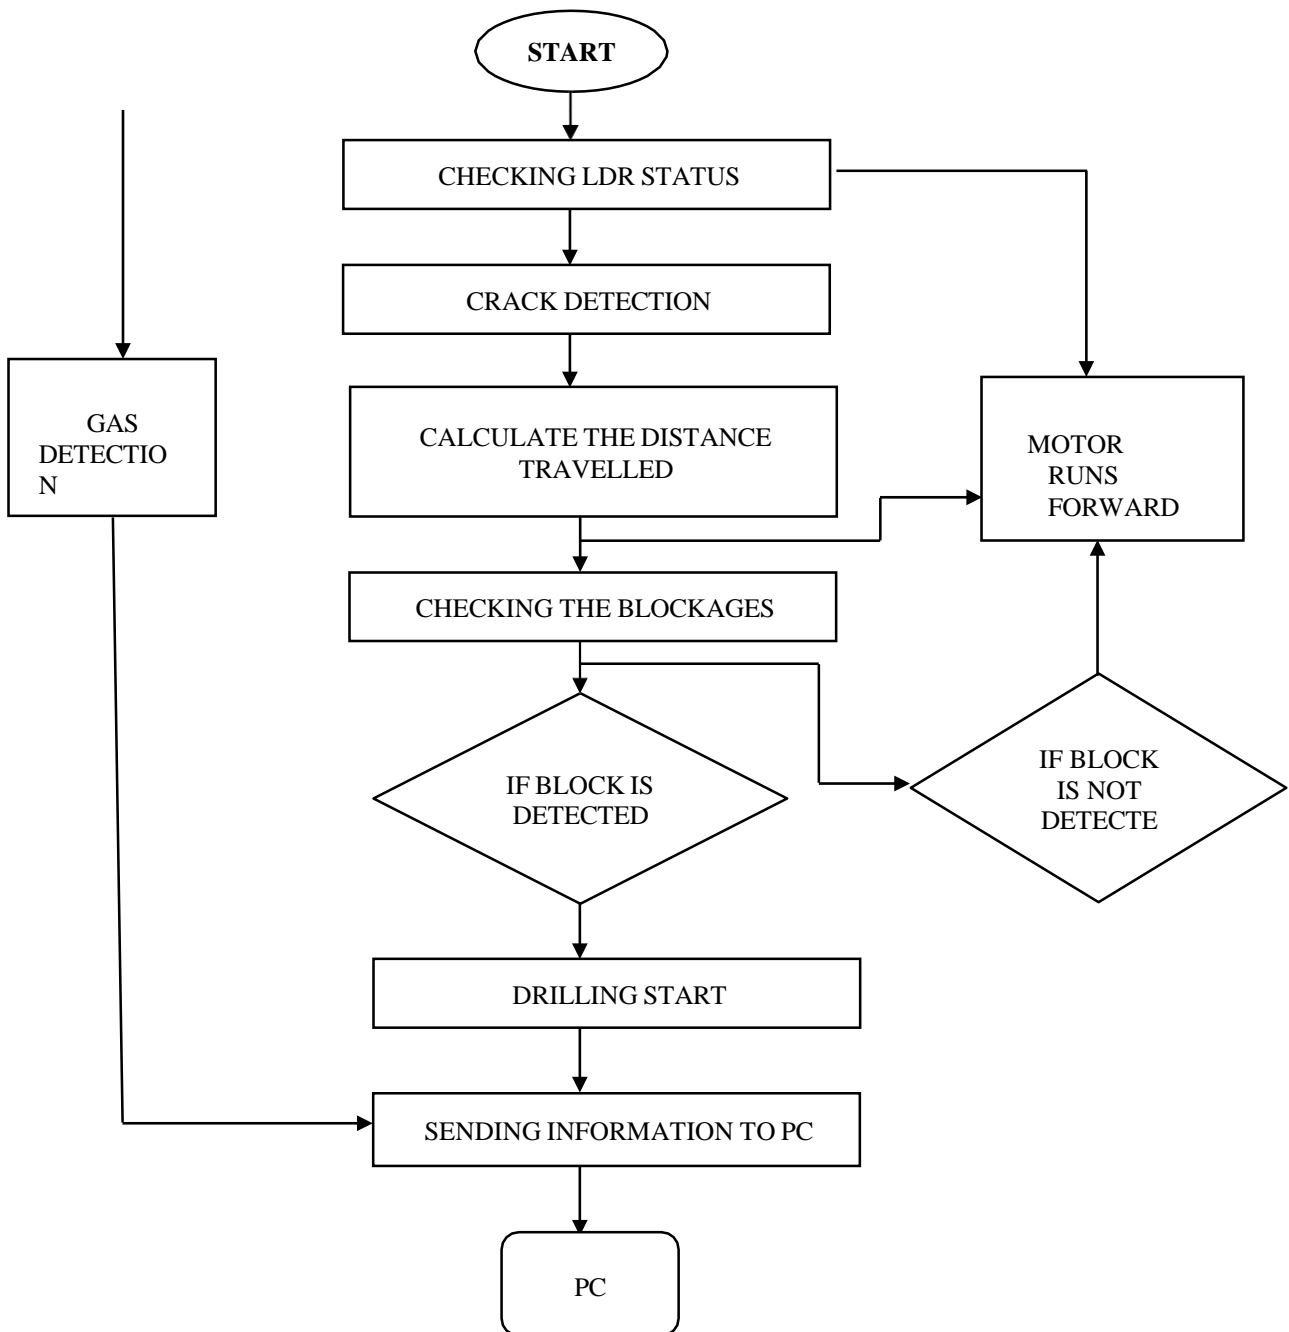 START
CHECKING LDR STATUS
CRACK DETECTION
GAS
DETECTIO
N
CALCULATE THE DISTANCE
TRAVELLED
MOTOR
RUNS
FORWARD
CHECKING THE BLOCKAGES
IF BLOCK IS
DETECTED
IF BLOCK
IS NOT
DETECTE
DRILLING START
SENDING INFORMATION TO PC
PC